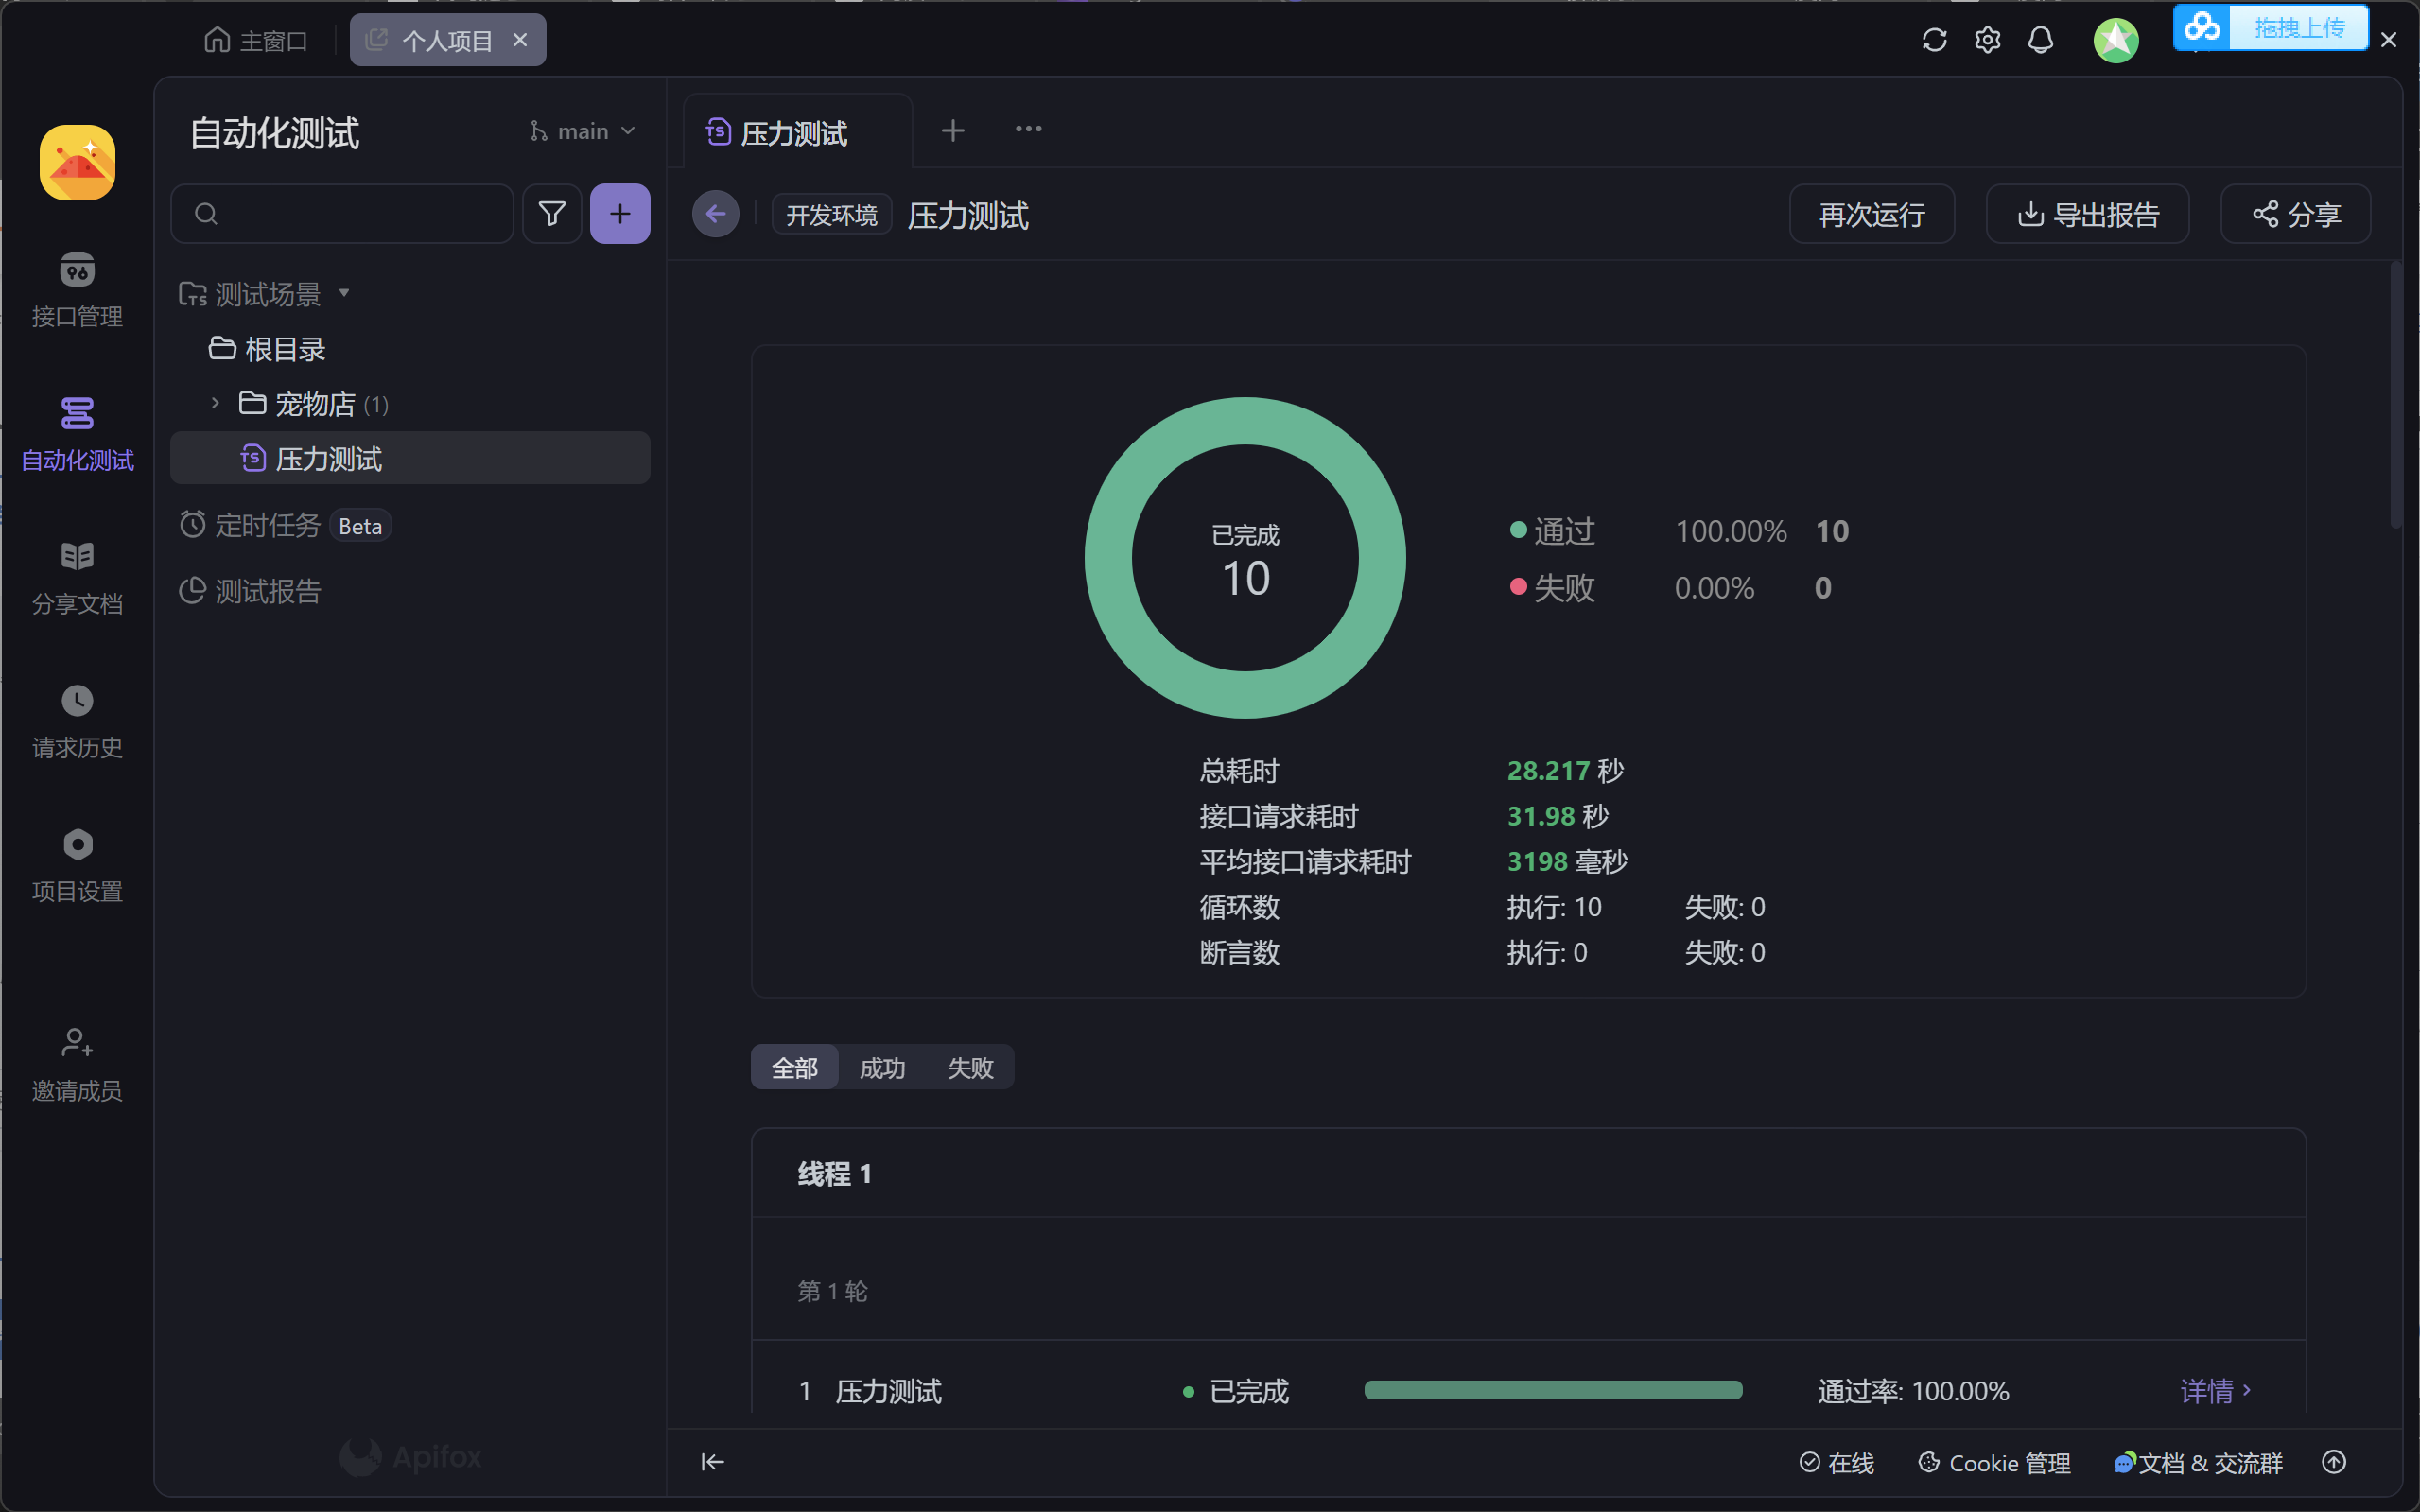 主窗口
个人项目
拖拽上传
自动化测试
main
接口管理
自动化测试
分享文档
请求历史
项目设置
邀请成员
测试场景
根目录
宠物店 (1)
压力测试
定时任务 Beta
测试报告
Apifox
压力测试
开发环境 压力测试
再次运行
导出报告
分享
已完成
10
通过 100.00% 10
失败 0.00% 0
总耗时 28.217 秒
接口请求耗时 31.98 秒
平均接口请求耗时 3198 毫秒
循环数 执行: 10 失败: 0
断言数 执行: 0 失败: 0
全部 成功 失败
线程 1
第 1 轮
1 压力测试 已完成 通过率: 100.00% 详情
在线 Cookie 管理 文档 & 交流群